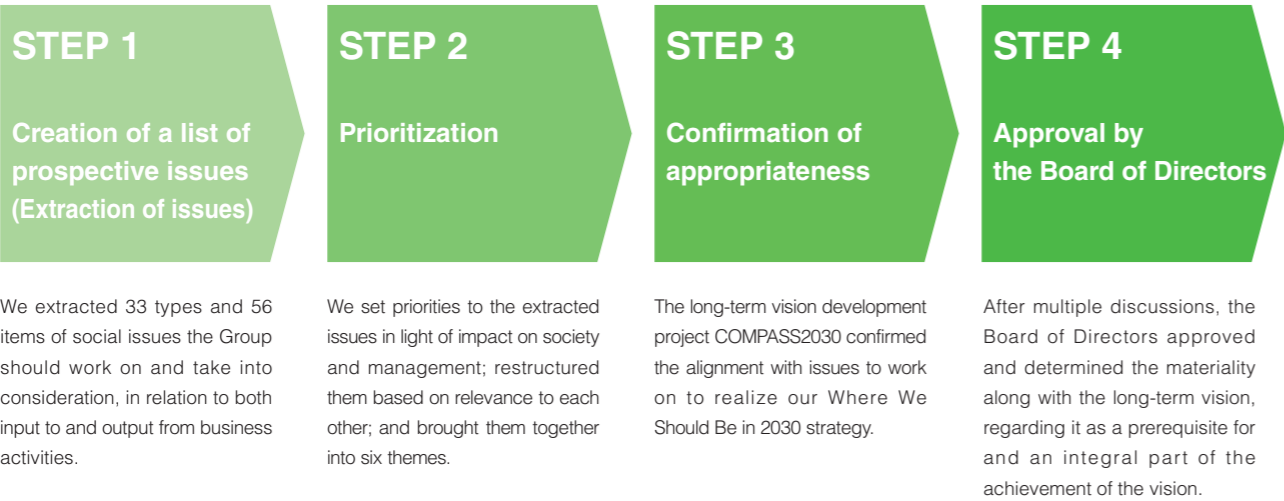 STEP 1
Creation of a list of
prospective issues
(Extraction of issues)
We extracted 33 types and 56
items of social issues the Group
should work on and take into
consideration, in relation to both
input to and output from business
activities.
STEP 2
Prioritization
We set priorities to the extracted
issues in light of impact on society
and management; restructured
them based on relevance to each
other; and brought them together
into six themes.
STEP 3
Confirmation of
appropriateness
The long-term vision development
project COMPASS2030 confirmed
the alignment with issues to work
on to realize our Where We
Should Be in 2030 strategy.
STEP 4
Approval by
the Board of Directors
After multiple discussions, the
Board of Directors approved
and determined the materiality
along with the long-term vision,
regarding it as a prerequisite for
and an integral part of the
achievement of the vision.